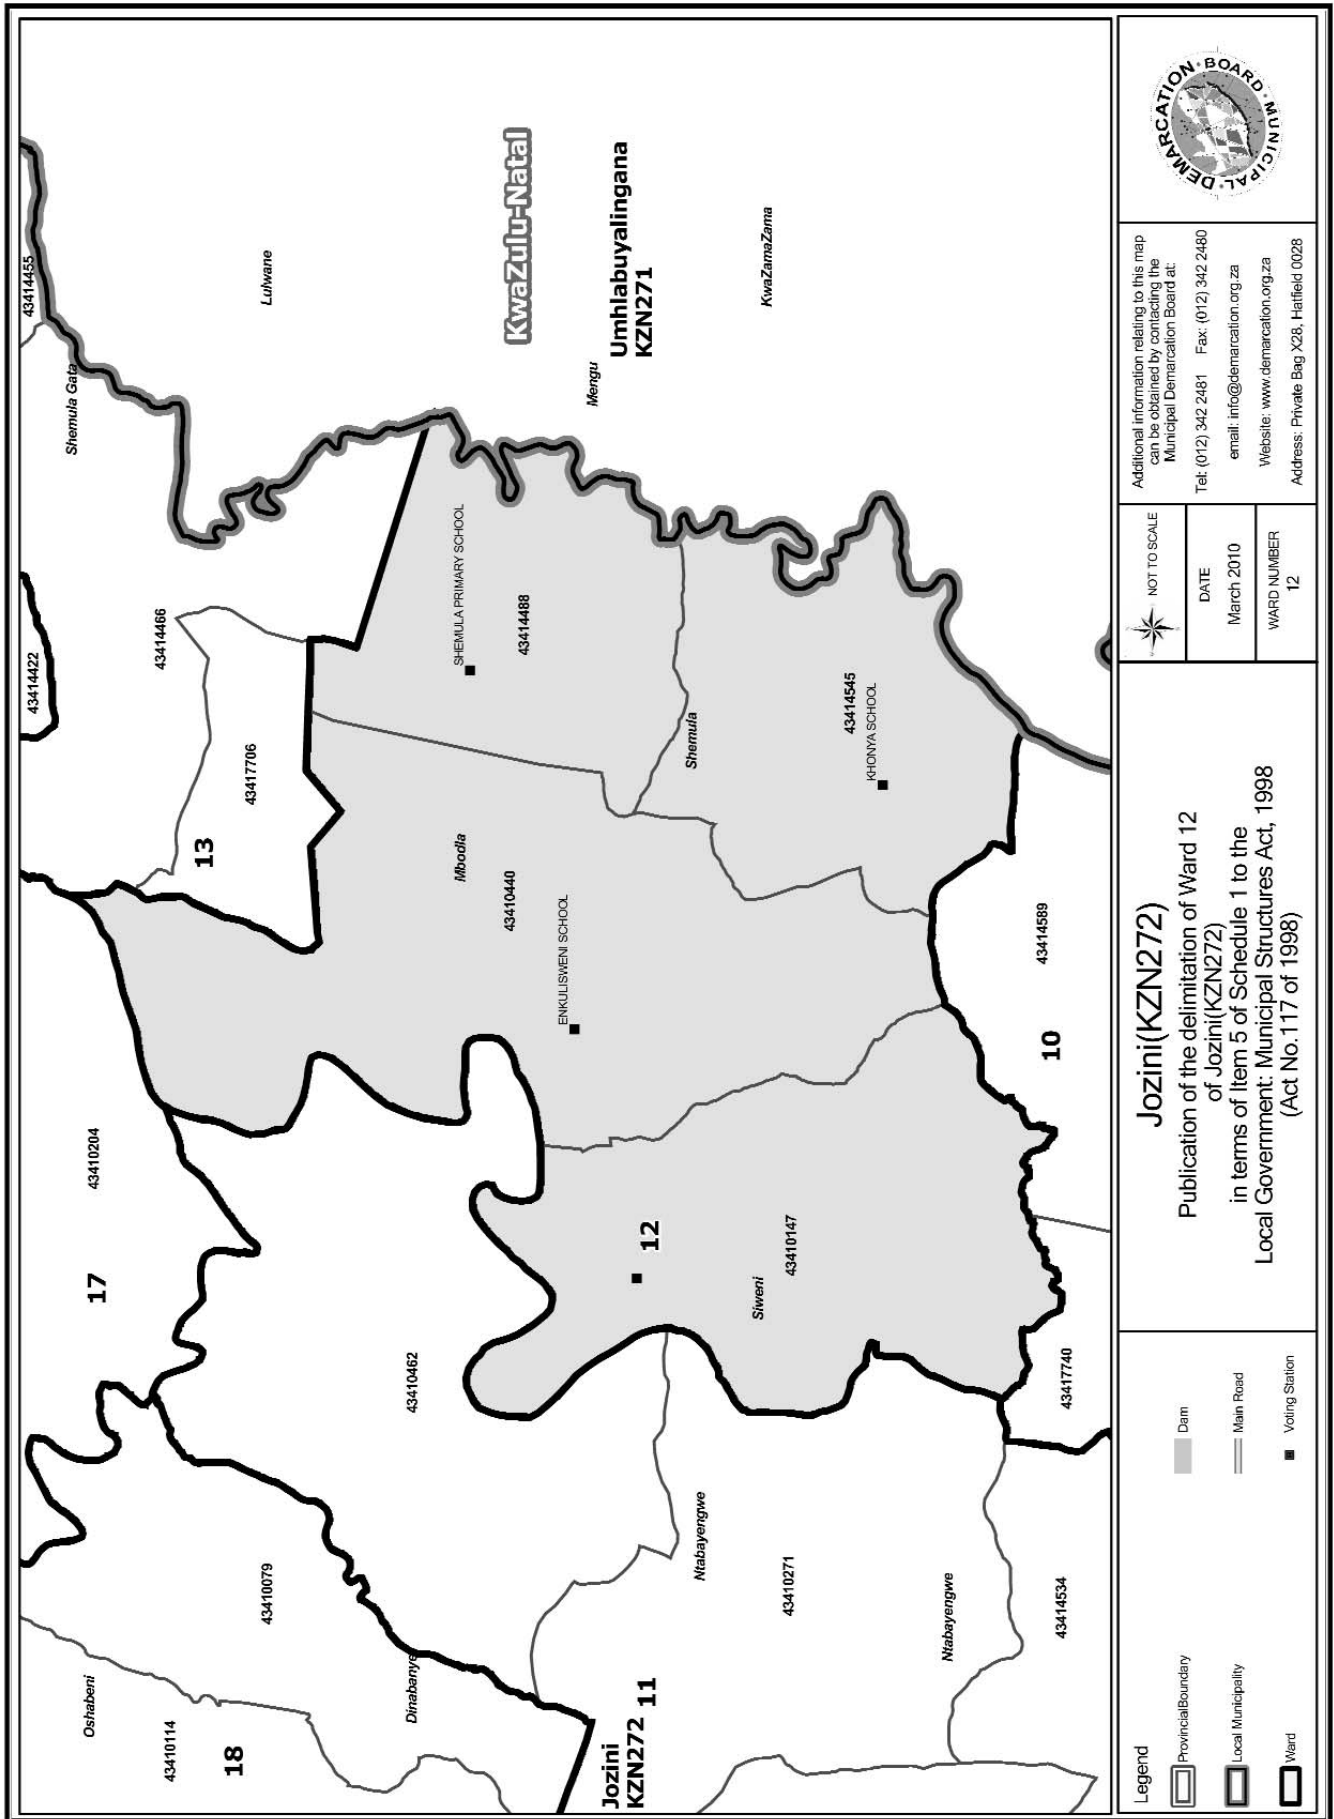 43414455
Shemula Gata
Lulwane
KwaZulu-Natal
Umhlabuyalingana
KZN271
Mengu
KwaZamaZama
43414422
43414466
SHEMULA PRIMARY SCHOOL
43414488
43417706
13
Mbodla
43410440
ENKULISWENI SCHOOL
Shemula
43414545
KHONYA SCHOOL
43414589
10
17
43410204
12
43410147
Siweni
43410462
43417740
43410079
Ntabayengwe
43410271
Ntabayengwe
43414534
Oshabeni
43410114
18
Dinabanye
Jozini
KZN272
11
Legend
ProvincialBoundary
Local Municipality
Ward
Dam
Main Road
Voting Station
Jozini(KZN272)
Publication of the delimitation of Ward 12
of Jozini(KZN272)
in terms of Item 5 of Schedule 1 to the
Local Government: Municipal Structures Act, 1998
(Act No.117 of 1998)
NOT TO SCALE
DATE
March 2010
WARD NUMBER
12
Additional information relating to this map
can be obtained by contacting the
Municipal Demarcation Board at:
Tel: (012) 342 2481 Fax: (012) 342 2480
email: info@demarcation.org.za
Website: www.demarcation.org.za
Address: Private Bag X28, Hatfield 0028
MUNICIPAL DEMARCATION BOARD